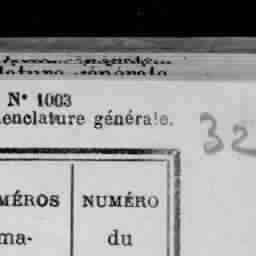 N° 1003
enclature générale.
32
MÉROS
NUMÉRO
ma-
du